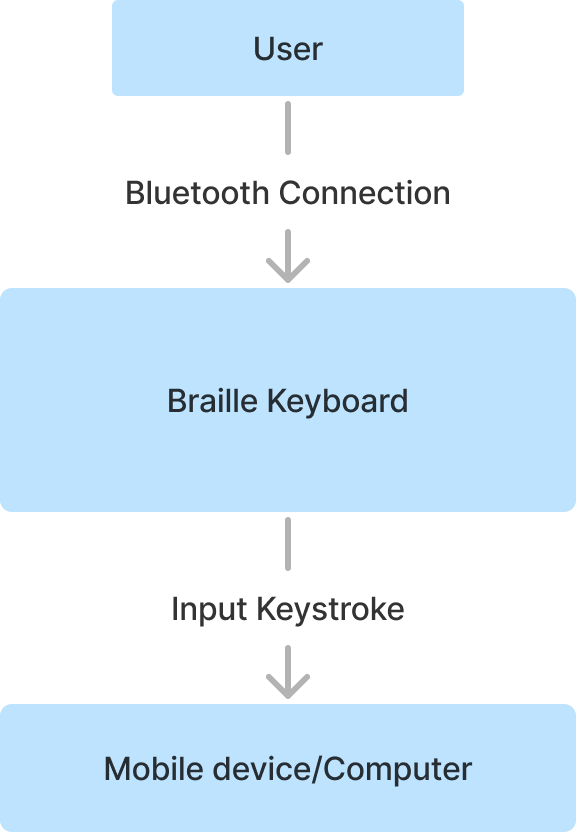 User
Bluetooth Connection
Braille Keyboard
Input Keystroke
Mobile device/Computer